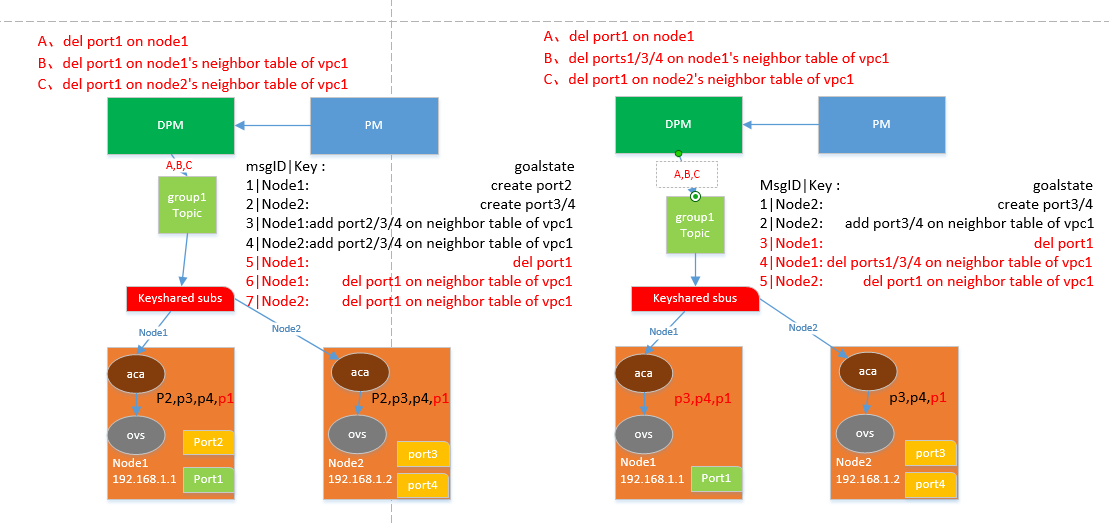 A、del port1 on node1
B、del port1 on node1's neighbor table of vpc1
C、del port1 on node2's neighbor table of vpc1
DPM
PM
A,B,C
group1
Topic
msgID|Key : goalstate
1|Node1: create port2
2|Node2: create port3/4
3|Node1:add port2/3/4 on neighbor table of vpc1
4|Node2:add port2/3/4 on neighbor table of vpc1
5|Node1: del port1
6|Node1: del port1 on neighbor table of vpc1
7|Node2: del port1 on neighbor table of vpc1
Keyshared subs
Node1
Node2
aca
P2,p3,p4,p1
ovs
Port2
Node1
192.168.1.1
Port1
aca
P2,p3,p4,p1
ovs
port3
Node2
192.168.1.2
port4
A、del port1 on node1
B、del ports1/3/4 on node1's neighbor table of vpc1
C、del port1 on node2's neighbor table of vpc1
DPM
PM
A,B,C
group1
Topic
MsgID|Key : goalstate
1|Node2: create port3/4
2|Node2: add port3/4 on neighbor table of vpc1
3|Node1: del port1
4|Node1: del ports1/3/4 on neighbor table of vpc1
5|Node2: del port1 on neighbor table of vpc1
Keyshared sbus
Node1
Node2
aca
p3,p4,p1
ovs
Node1
192.168.1.1
Port1
aca
p3,p4,p1
ovs
port3
Node2
192.168.1.2
port4